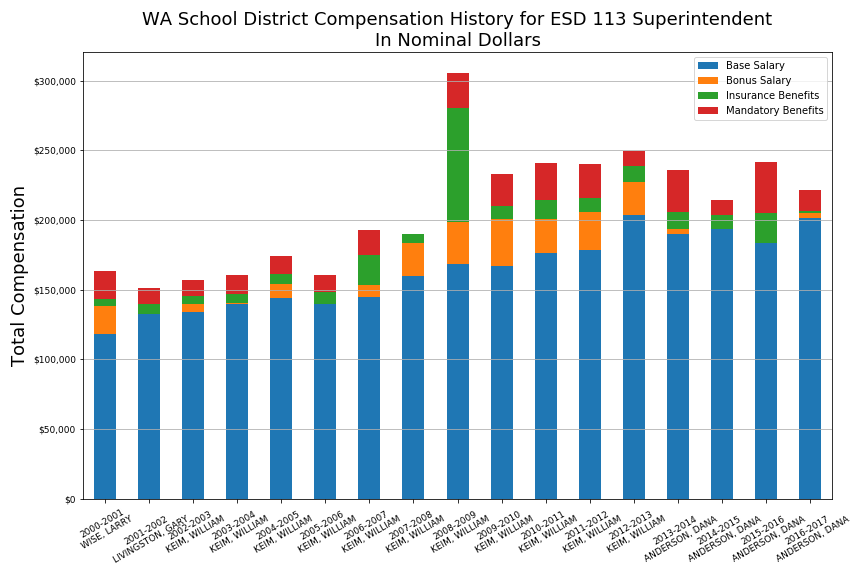 WA School District Compensation History for ESD 113 Superintendent
In Nominal Dollars
Base Salary
Bonus Salary
Insurance Benefits
Mandatory Benefits
Total Compensation
$300,000
$250,000
$200,000
$150,000
$100,000
$50,000
$0
2000-2001
WISE, LARRY
2001-2002
LIVINGSTON, GARY
2002-2003
KEIM, WILLIAM
2003-2004
KEIM, WILLIAM
2004-2005
KEIM, WILLIAM
2005-2006
KEIM, WILLIAM
2006-2007
KEIM, WILLIAM
2007-2008
KEIM, WILLIAM
2008-2009
KEIM, WILLIAM
2009-2010
KEIM, WILLIAM
2010-2011
KEIM, WILLIAM
2011-2012
KEIM, WILLIAM
2012-2013
KEIM, WILLIAM
2013-2014
ANDERSON, DANA
2014-2015
ANDERSON, DANA
2015-2016
ANDERSON, DANA
2016-2017
ANDERSON, DANA